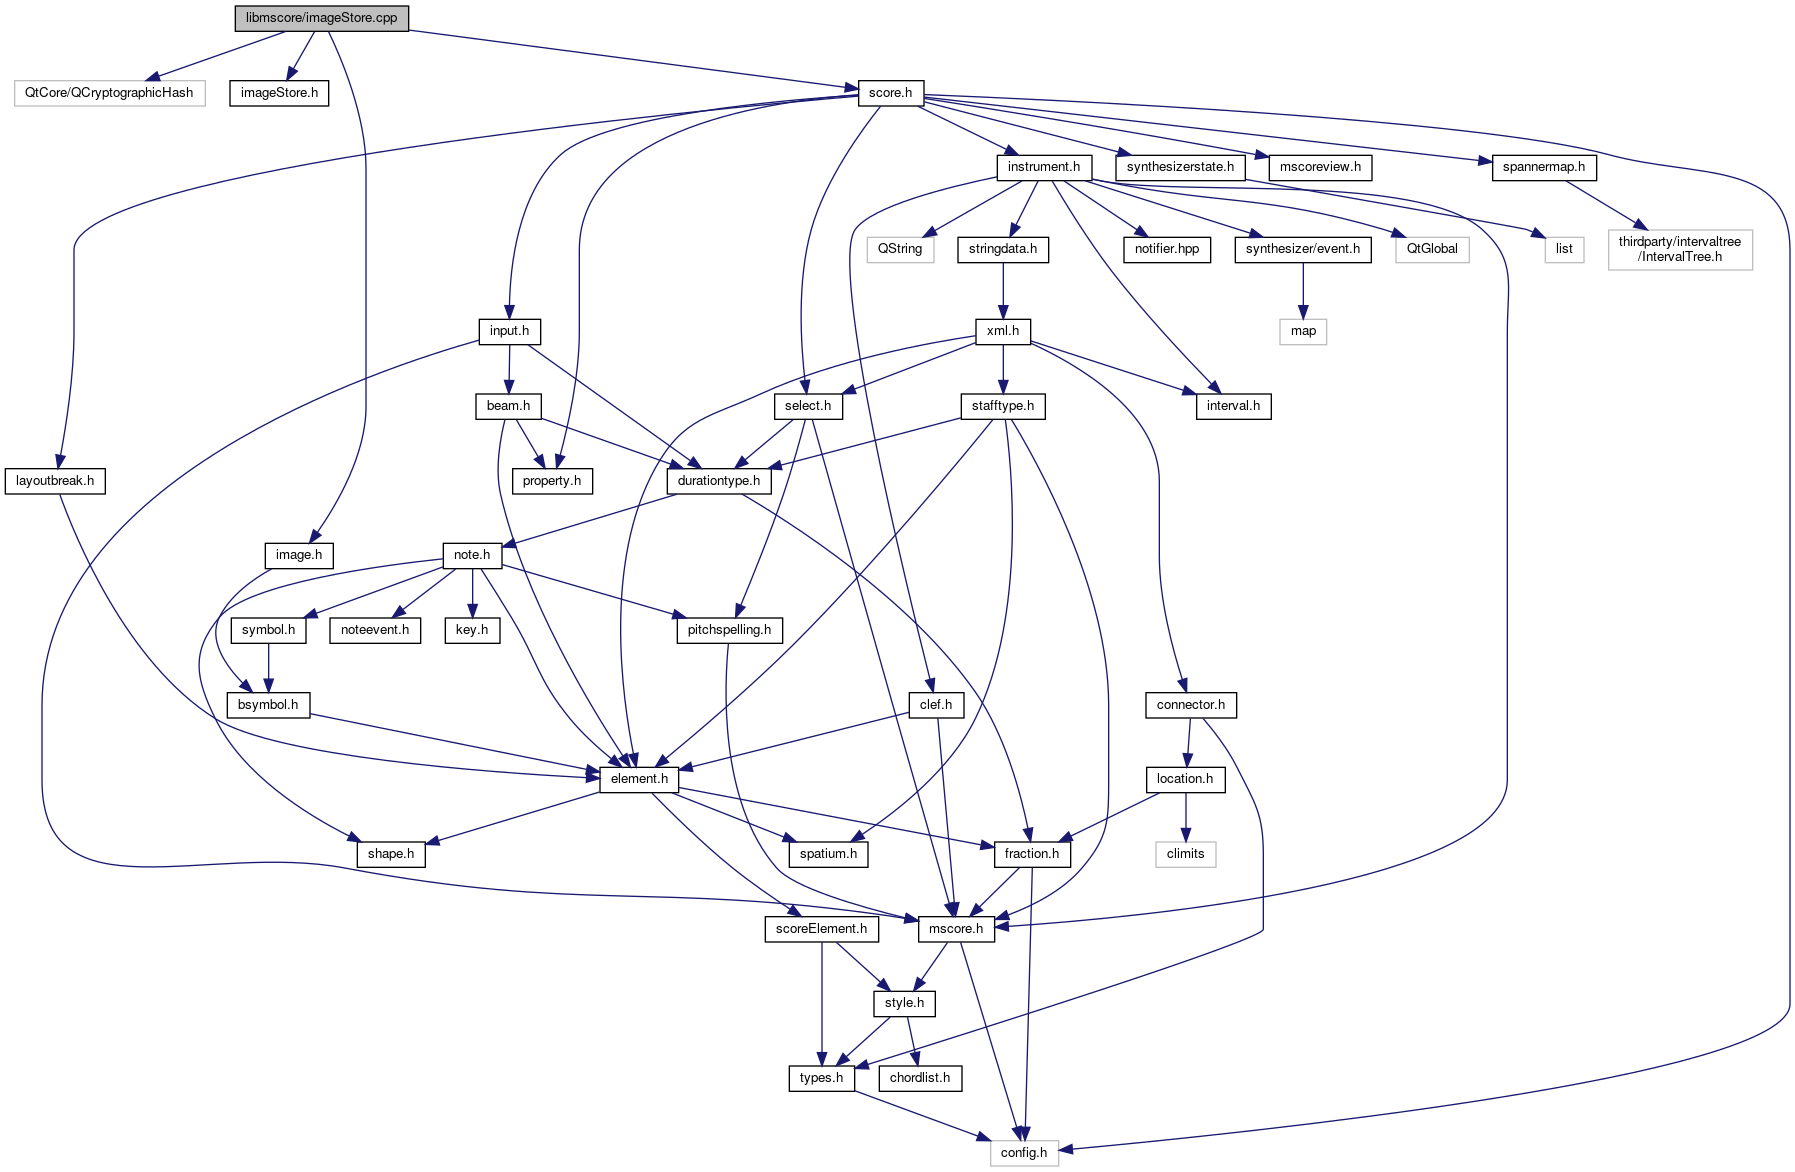 libmscore/imageStore.cpp
QtCore/QCryptographicHash
imageStore.h
score.h
instrument.h
synthesizerstate.h
mscoreview.h
spannermap.h
QString
stringdata.h
notifier.hpp
synthesizer/event.h
QtGlobal
list
thirdparty/intervaltree
/IntervalTree.h
input.h
xml.h
map
beam.h
select.h
stafftype.h
interval.h
layoutbreak.h
property.h
durationtype.h
image.h
note.h
symbol.h
noteevent.h
key.h
pitchspelling.h
bsymbol.h
clef.h
connector.h
element.h
location.h
shape.h
spatium.h
fraction.h
climits
scoreElement.h
mscore.h
style.h
types.h
chordlist.h
config.h